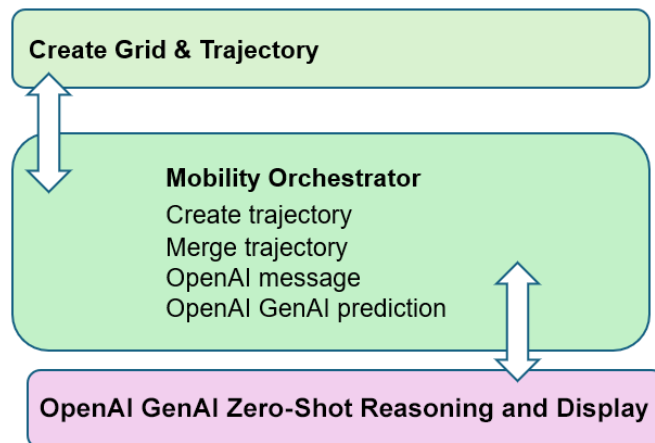 Create Grid & Trajectory
Mobility Orchestrator
Create trajectory
Merge trajectory
OpenAI message
OpenAI GenAI prediction
OpenAI GenAI Zero-Shot Reasoning and Display